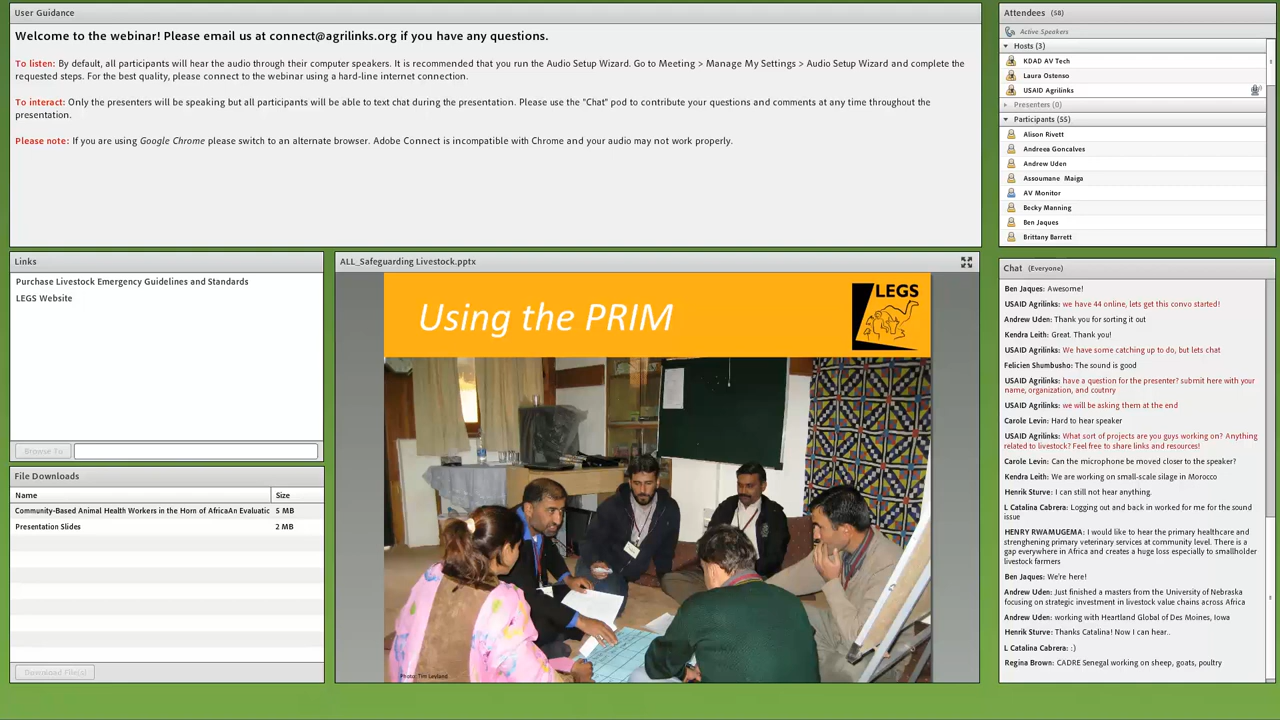 User Guidance
Welcome to the webinar! Please email us at connect@agrilinks.org if you have any questions.
To listen: By default, all participants will hear the audio through the computer speakers. It is recommended that you run the Audio Setup Wizard. Go to Meeting > Manage My Settings > Audio Setup Wizard and complete the
requested steps. For the best quality, please connect to the webinar using a hard-line internet connection.
To interact: Only the presenters will be speaking but all participants will be able to text chat during the presentation. Please use the "Chat" pod to contribute your questions and comments at any time throughout the
presentation.
Please note: If you are using Google Chrome please switch to an alternate browser. Adobe Connect is incompatible with Chrome and your audio may not work properly.
Attendees (58)
Active Speakers
Hosts (3)
KDAD AV Tech
Laura Ostenso
USAID Agrilinks
Presenters (0)
Participants (55)
Alison Rivett
Andreea Goncalves
Andrew Uden
Assoumane Maiga
AV Monitor
Becky Manning
Ben Jaques
Brittany Barrett
Links
Purchase Livestock Emergency Guidelines and Standards
LEGS Website
Browse To
File Downloads
Name Size
Community-Based Animal Health Workers in the Horn of AfricaAn Evaluatic 5 MB
Presentation Slides 2 MB
Download File(s)
ALL_Safeguarding Livestock.pptx
Using the PRIM
LEGS
Photo: Tim Leyland
Chat (Everyone)
Ben Jaques: Awesome!
USAID Agrilinks: we have 44 online, lets get this convo started!
Andrew Uden: Thank you for sorting it out
Kendra Leith: Great. Thank you!
USAID Agrilinks: We have some catching up to do, but lets chat
Felicien Shumbusho: The sound is good
USAID Agrilinks: have a question for the presenter? submit here with your
name, organization, and coutnry
USAID Agrilinks: we will be asking them at the end
Carole Levin: Hard to hear speaker
USAID Agrilinks: What sort of projects are you guys working on? Anything
related to livestock? Feel free to share links and resources!
Carole Levin: Can the microphone be moved closer to the speaker?
Kendra Leith: We are working on small-scale silage in Morocco
Henrik Sturve: I can still not hear anything.
L Catalina Cabrera: Logging out and back in worked for me for the sound
issue
HENRY RWAMUGEMA: I would like to hear the primary healthcare and
strengthening primary veterinary services at community level. There is a
gap everywhere in Africa and creates a huge loss especially to smallholder
livestock farmers
Ben Jaques: We're here!
Andrew Uden: Just finished a masters from the University of Nebraska
focusing on strategic investment in livestock value chains across Africa
Andrew Uden: working with Heartland Global of Des Moines, Iowa
Henrik Sturve: Thanks Catalina! Now I can hear..
L Catalina Cabrera: :)
Regina Brown: CADRE Senegal working on sheep, goats, poultry